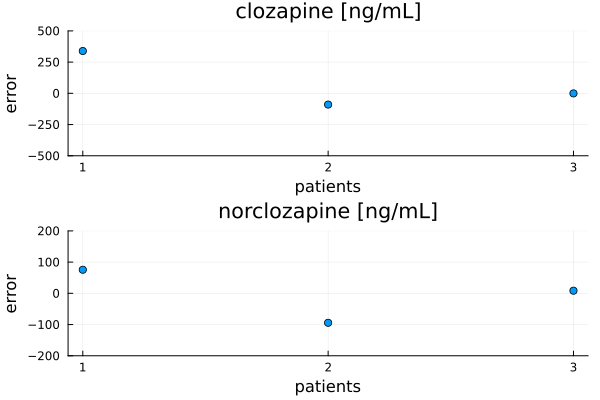 clozapine [ng/mL]
500
250
0
−250
−500
error
1 2 3
patients
norclozapine [ng/mL]
200
100
0
−100
−200
error
1 2 3
patients